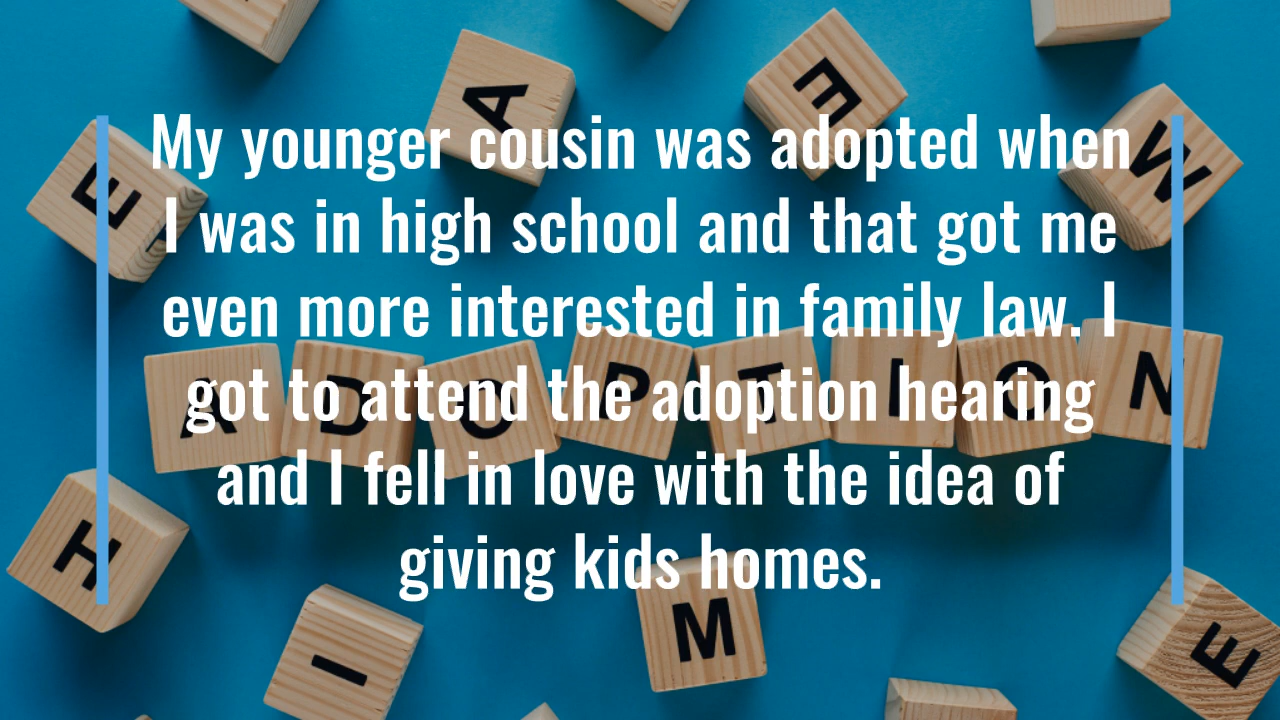 A
E
E
W
My younger cousin was adopted when
I was in high school and that got me
even more interested in family law. I
ADOPTION
got to attend the adoption hearing
and I fell in love with the idea of
giving kids homes.
H
I
M
E